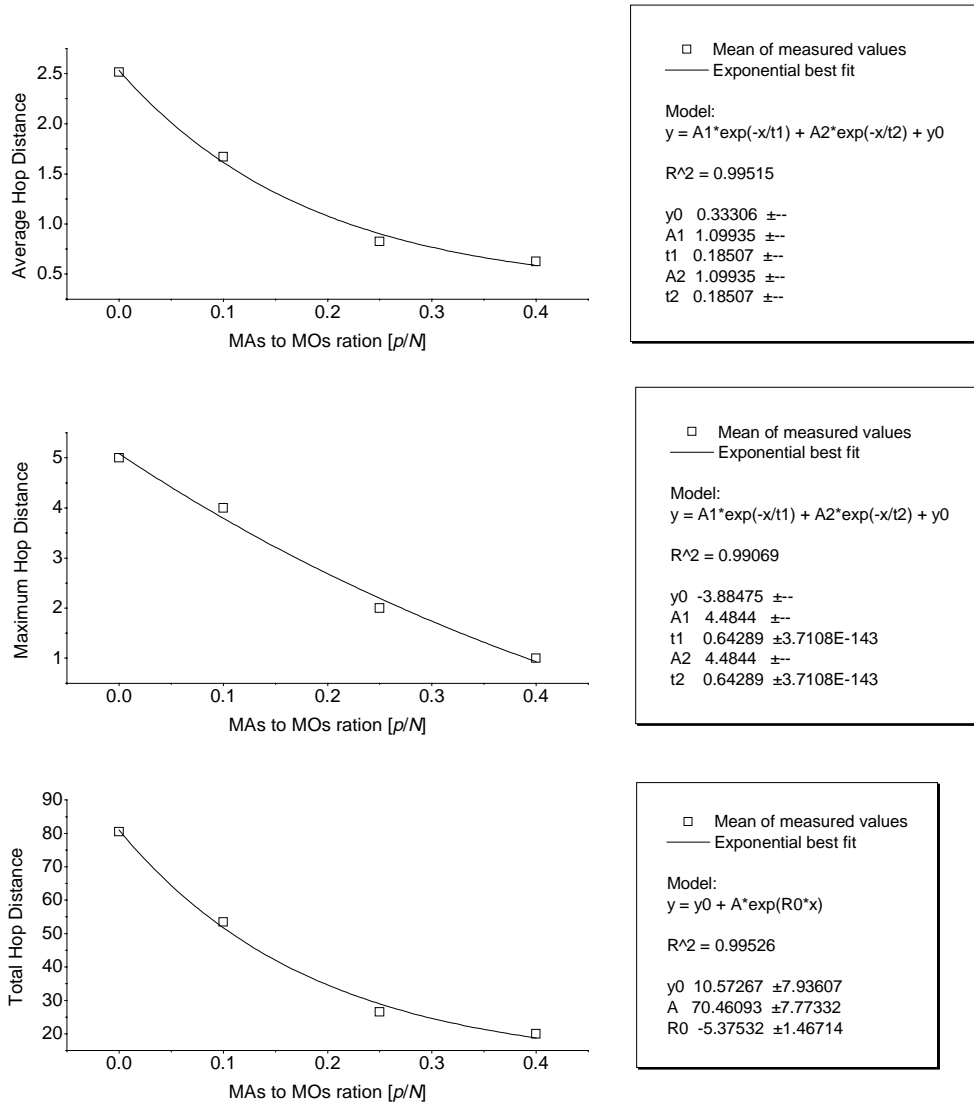 Average Hop Distance
2.5
2.0
1.5
1.0
0.5
0.0 0.1 0.2 0.3 0.4
MAs to MOs ration [p/N]
Mean of measured values
Exponential best fit
Model:
y = A1*exp(-x/t1) + A2*exp(-x/t2) + y0
R^2 = 0.99515
y0 0.33306 ±--
A1 1.09935 ±--
t1 0.18507 ±--
A2 1.09935 ±--
t2 0.18507 ±--
Maximum Hop Distance
5
4
3
2
1
0.0 0.1 0.2 0.3 0.4
MAs to MOs ration [p/N]
Mean of measured values
Exponential best fit
Model:
y = A1*exp(-x/t1) + A2*exp(-x/t2) + y0
R^2 = 0.99069
y0 -3.88475 ±--
A1 4.4844 ±--
t1 0.64289 ±3.7108E-143
A2 4.4844 ±--
t2 0.64289 ±3.7108E-143
Total Hop Distance
90
80
70
60
50
40
30
20
0.0 0.1 0.2 0.3 0.4
MAs to MOs ration [p/N]
Mean of measured values
Exponential best fit
Model:
y = y0 + A*exp(R0*x)
R^2 = 0.99526
y0 10.57267 ±7.93607
A 70.46093 ±7.77332
R0 -5.37532 ±1.46714